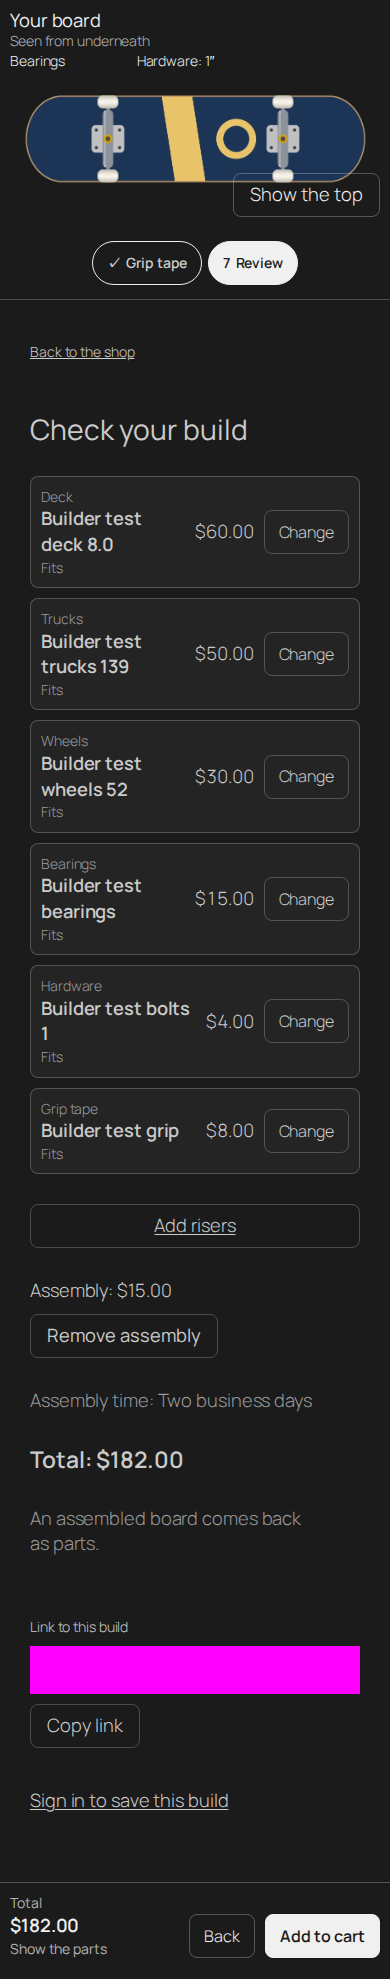 Your board
Seen from underneath
Bearings Hardware: 1″
Show the top
✓ Grip tape 7 Review
Back to the shop
Check your build
Deck
Builder test
deck 8.0
$60.00 Change
Fits
Trucks
Builder test
trucks 139
$50.00 Change
Fits
Wheels
Builder test
wheels 52
$30.00 Change
Fits
Bearings
Builder test
bearings
$15.00 Change
Fits
Hardware
Builder test bolts
1
$4.00 Change
Fits
Grip tape
Builder test grip $8.00 Change
Fits
Add risers
Assembly: $15.00
Remove assembly
Assembly time: Two business days
Total: $182.00
An assembled board comes back
as parts.
Link to this build
Copy link
Sign in to save this build
Total
$182.00
Show the parts
Back Add to cart